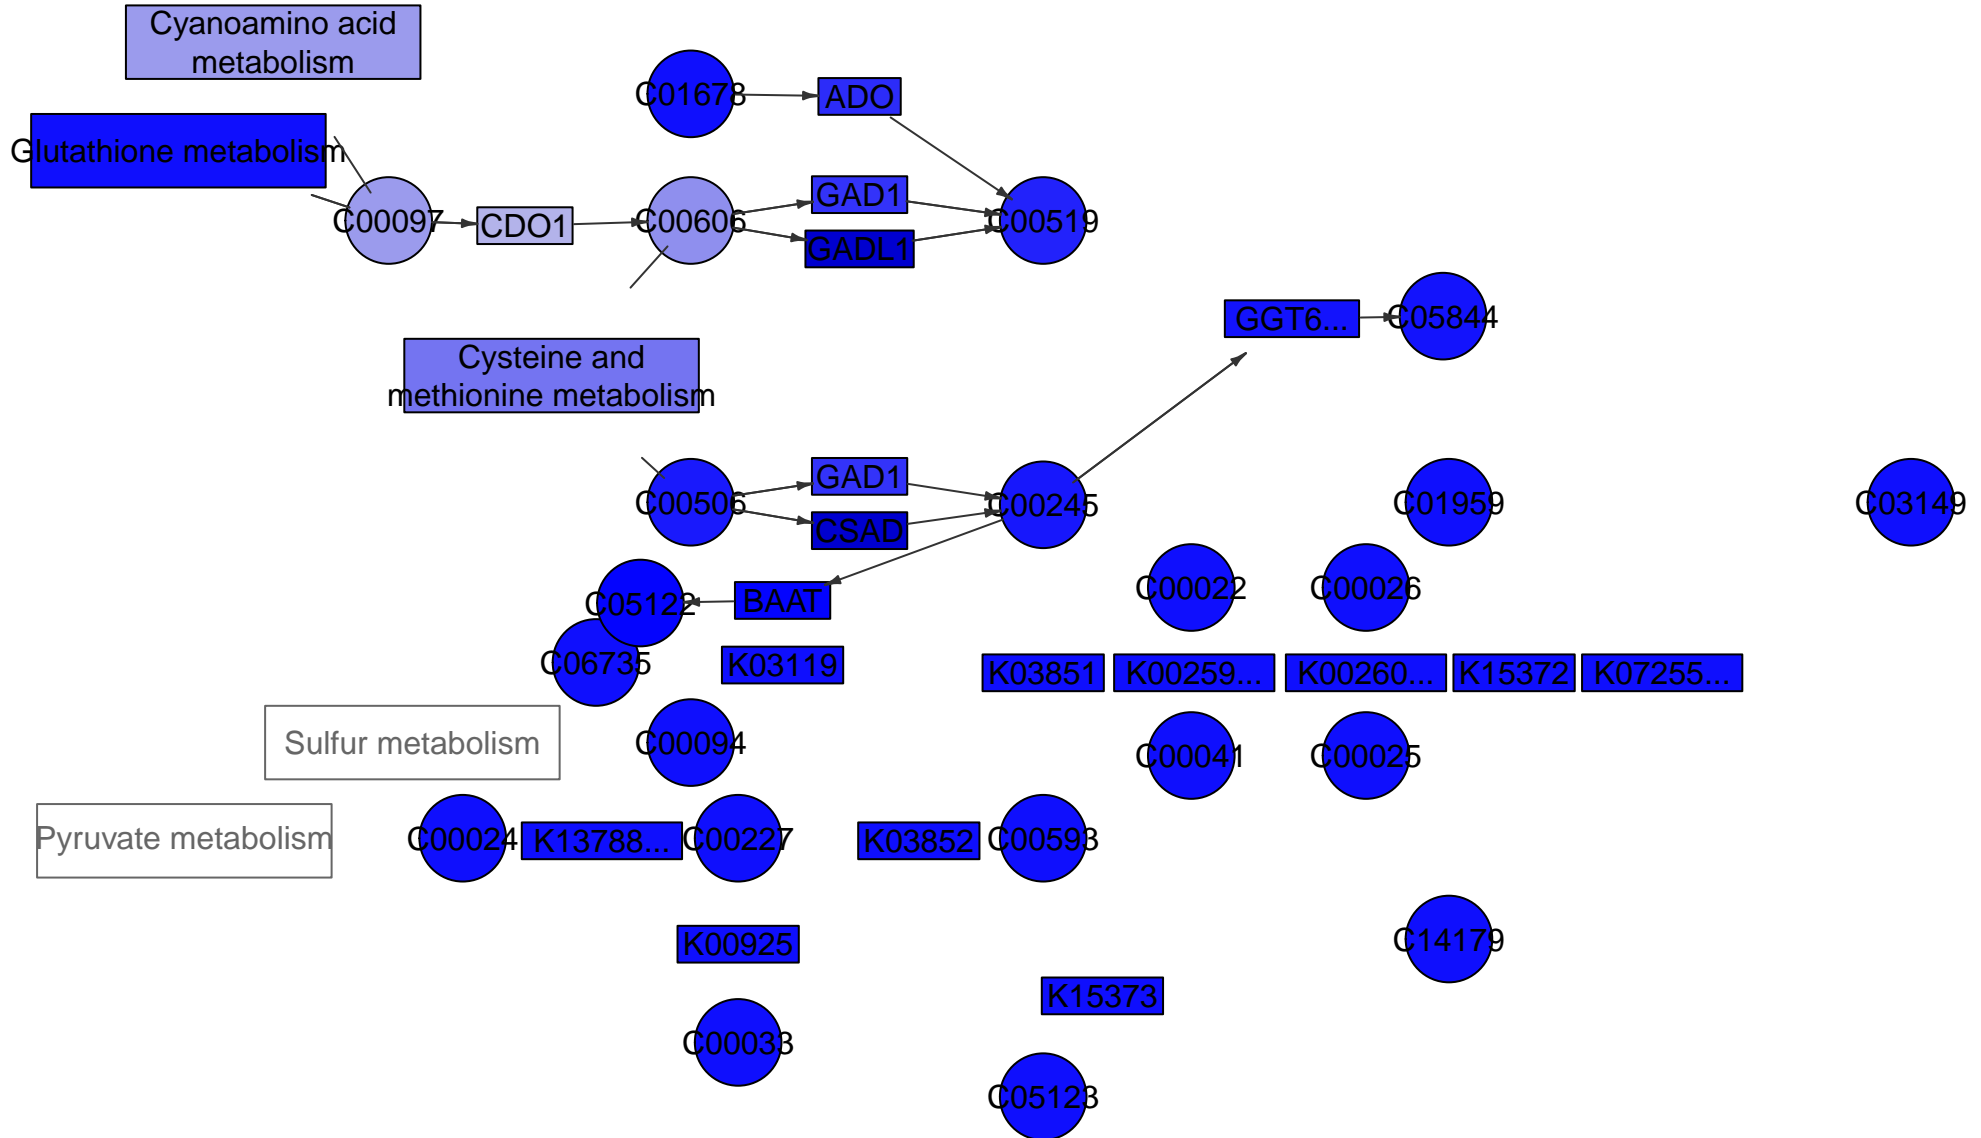 Cyanoamino acid
metabolism
C01678
ADO
Glutathione metabolism
C00097
CDO1
C00606
GAD1
GADL1
C00519
GGT6...
C05844
Cysteine and
methionine metabolism
C00506
GAD1
CSAD
C00245
C01959
C03149
C05122
BAAT
C00022
C00026
C06735
K03119
K03851
K00259...
K00260...
K15372
K07255...
Sulfur metabolism
C00094
C00041
C00025
Pyruvate metabolism
C00024
K13788...
C00227
K03852
C00593
K00925
C14179
K15373
C00033
C05123